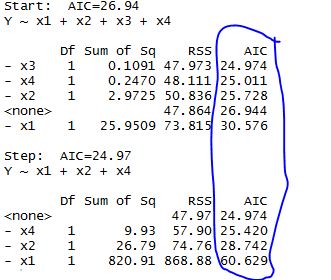 Start:  AIC=26.94
Y ~ x1 + x2 + x3 + x4
Df Sum of Sq RSS AIC
- x3 1 0.1091 47.973 24.974
- x4 1 0.2470 48.111 25.011
- x2 1 2.9725 50.836 25.728
<none> 47.864 26.944
- x1 1 25.9509 73.815 30.576
Step:  AIC=24.97
Y ~ x1 + x2 + x4
Df Sum of Sq RSS AIC
<none> 47.97 24.974
- x4 1 9.93 57.90 25.420
- x2 1 26.79 74.76 28.742
- x1 1 820.91 868.88 60.629